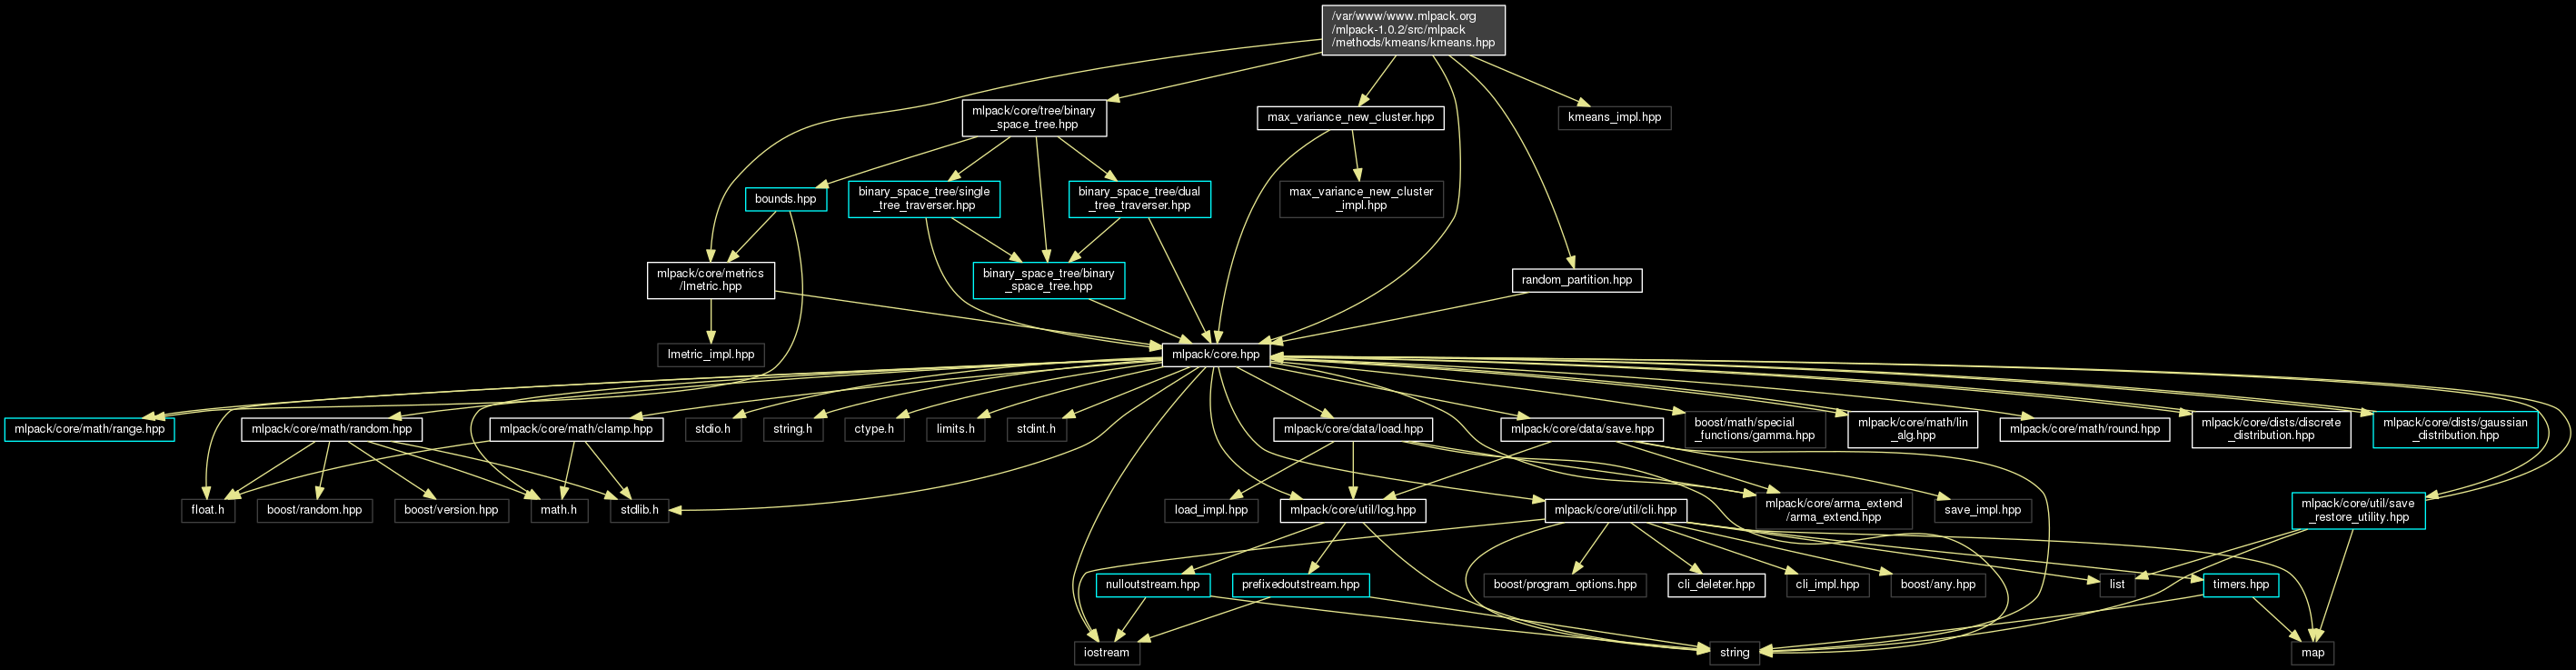 /var/www/www.mlpack.org
/mlpack-1.0.2/src/mlpack
/methods/kmeans/kmeans.hpp
mlpack/core/tree/binary
_space_tree.hpp
max_variance_new_cluster.hpp
kmeans_impl.hpp
bounds.hpp
binary_space_tree/single
_tree_traverser.hpp
binary_space_tree/dual
_tree_traverser.hpp
max_variance_new_cluster
_impl.hpp
mlpack/core/metrics
/lmetric.hpp
binary_space_tree/binary
_space_tree.hpp
random_partition.hpp
lmetric_impl.hpp
mlpack/core.hpp
mlpack/core/math/range.hpp
mlpack/core/math/random.hpp
mlpack/core/math/clamp.hpp
stdio.h
string.h
ctype.h
limits.h
stdint.h
mlpack/core/data/load.hpp
mlpack/core/data/save.hpp
boost/math/special
_functions/gamma.hpp
mlpack/core/math/lin
_alg.hpp
mlpack/core/math/round.hpp
mlpack/core/dists/discrete
_distribution.hpp
mlpack/core/dists/gaussian
_distribution.hpp
float.h
boost/random.hpp
boost/version.hpp
math.h
stdlib.h
load_impl.hpp
mlpack/core/util/log.hpp
mlpack/core/util/cli.hpp
mlpack/core/arma_extend
/arma_extend.hpp
save_impl.hpp
mlpack/core/util/save
_restore_utility.hpp
nulloutstream.hpp
prefixedoutstream.hpp
boost/program_options.hpp
cli_deleter.hpp
cli_impl.hpp
boost/any.hpp
list
timers.hpp
iostream
string
map